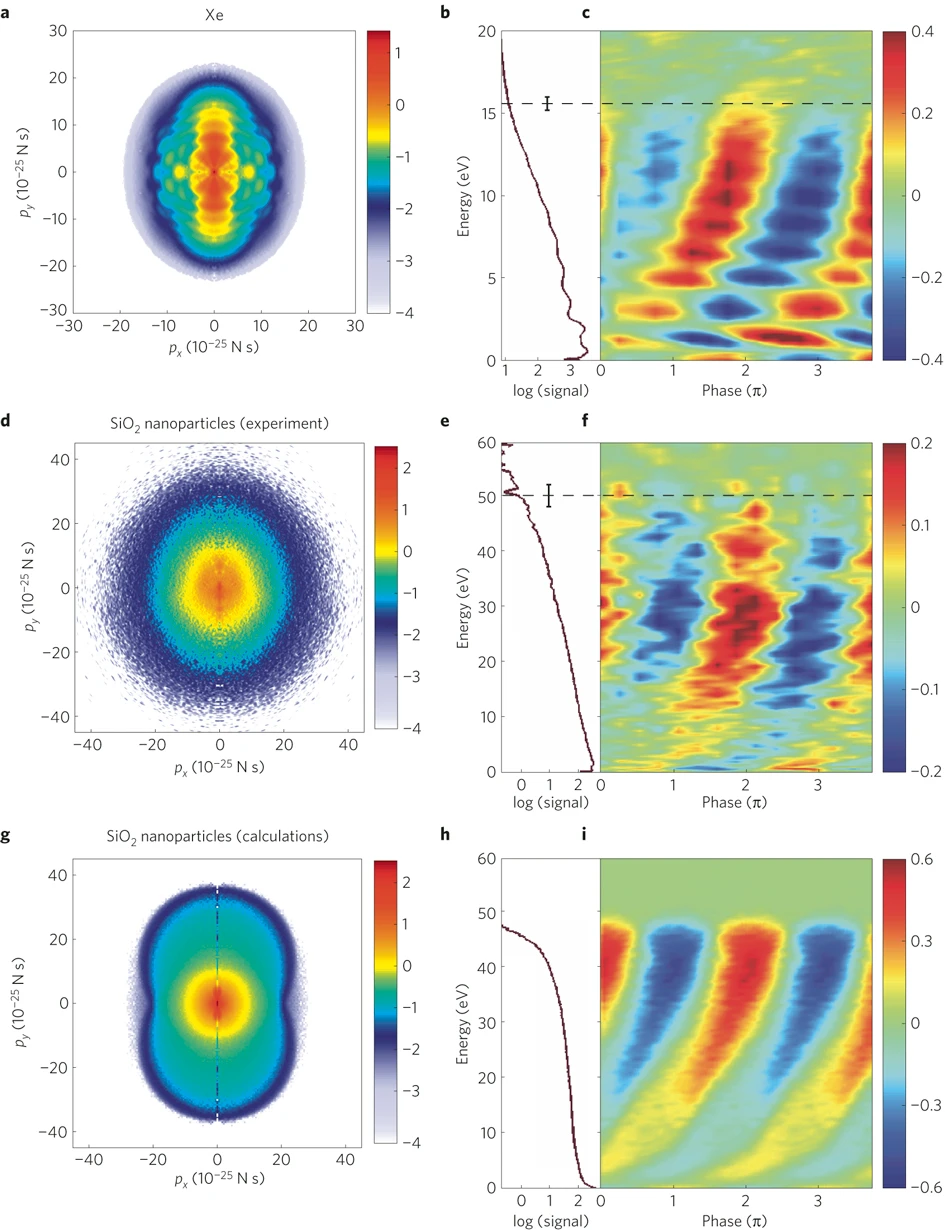 a
Xe
30
20
10
0
−10
−20
−30
p_y (10⁻²⁵ N s)
−30 −20 −10 0 10 20 30
p_x (10⁻²⁵ N s)
1
0
−1
−2
−3
−4
b
20
15
10
5
0
Energy (eV)
1 2 3
log (signal)
c
0 1 2 3
Phase (π)
0.4
0.2
0
−0.2
−0.4
d
SiO₂ nanoparticles (experiment)
40
20
0
−20
−40
p_y (10⁻²⁵ N s)
−40 −20 0 20 40
p_x (10⁻²⁵ N s)
2
1
0
−1
−2
−3
−4
e
60
50
40
30
20
10
0
Energy (eV)
0 1 2
log (signal)
f
0 1 2 3
Phase (π)
0.2
0.1
0
−0.1
−0.2
g
SiO₂ nanoparticles (calculations)
40
20
0
−20
−40
p_y (10⁻²⁵ N s)
−40 −20 0 20 40
p_x (10⁻²⁵ N s)
2
1
0
−1
−2
−3
−4
h
60
50
40
30
20
10
0
Energy (eV)
0 1 2
log (signal)
i
0 1 2 3
Phase (π)
0.6
0.3
0
−0.3
−0.6